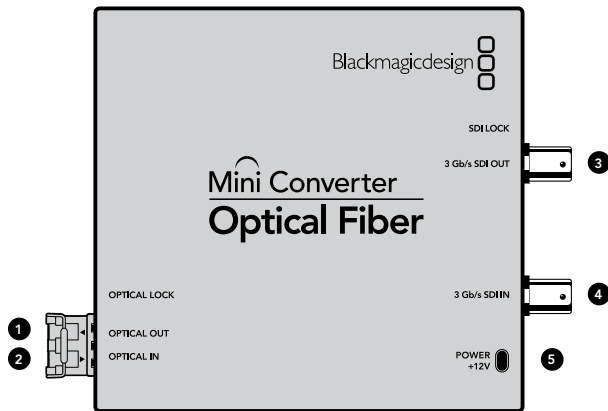 Blackmagicdesign
SDI LOCK
3 Gb/s SDI OUT
3
Mini Converter
Optical Fiber
OPTICAL LOCK
3 Gb/s SDI IN
4
1
OPTICAL OUT
2
OPTICAL IN
POWER
+12V
5